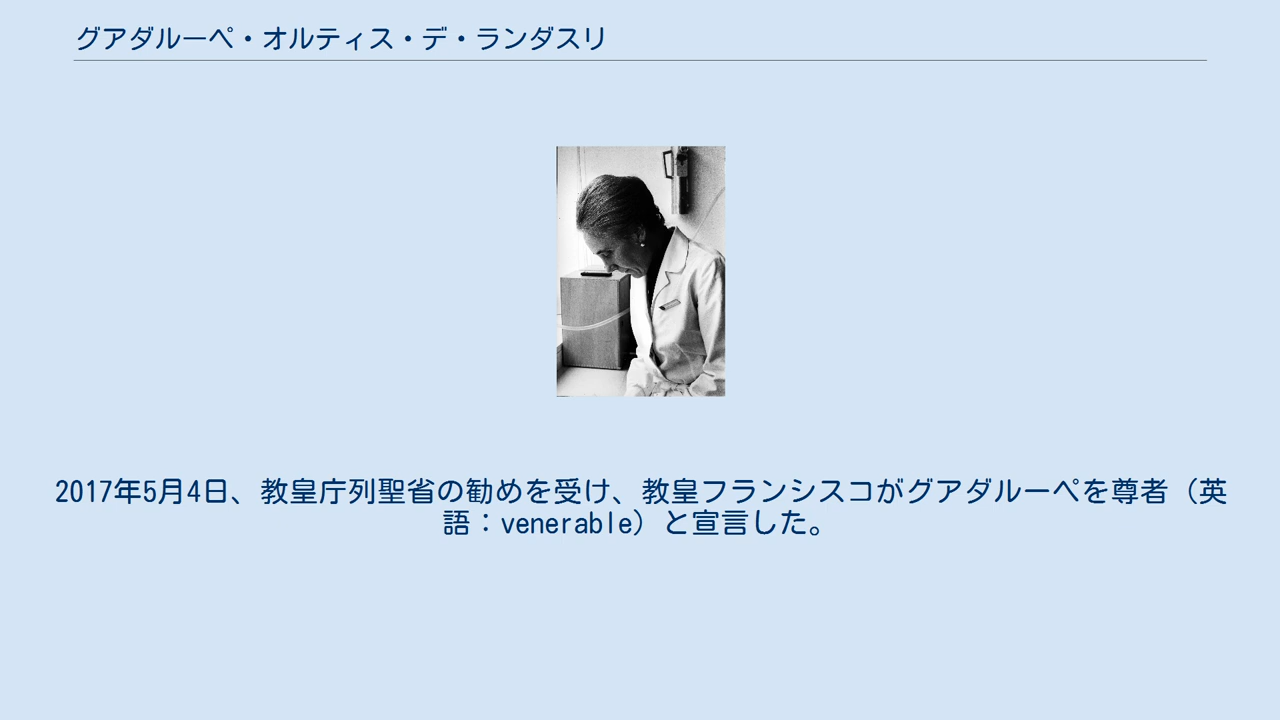 グアダルーペ・オルティス・デ・ランダスリ
2017年5月4日、教皇庁列聖省の勧めを受け、教皇フランシスコがグアダルーペを尊者（英
語：venerable）と宣言した。